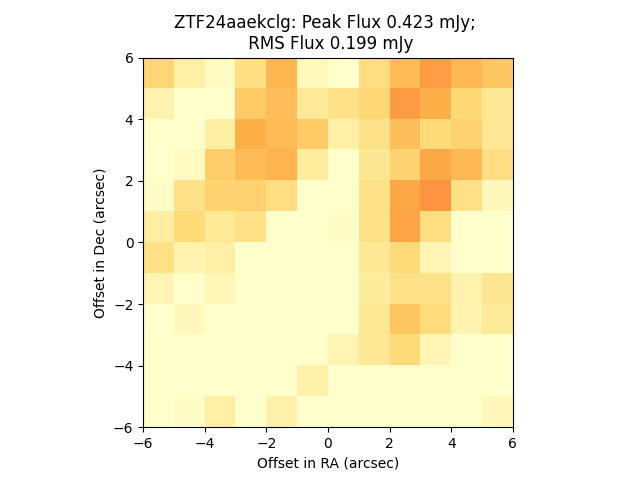 ZTF24aaekclg: Peak Flux 0.423 mJy;
RMS Flux 0.199 mJy
6
4
2
0
−2
−4
−6
Offset in Dec (arcsec)
−6 −4 −2 0 2 4 6
Offset in RA (arcsec)